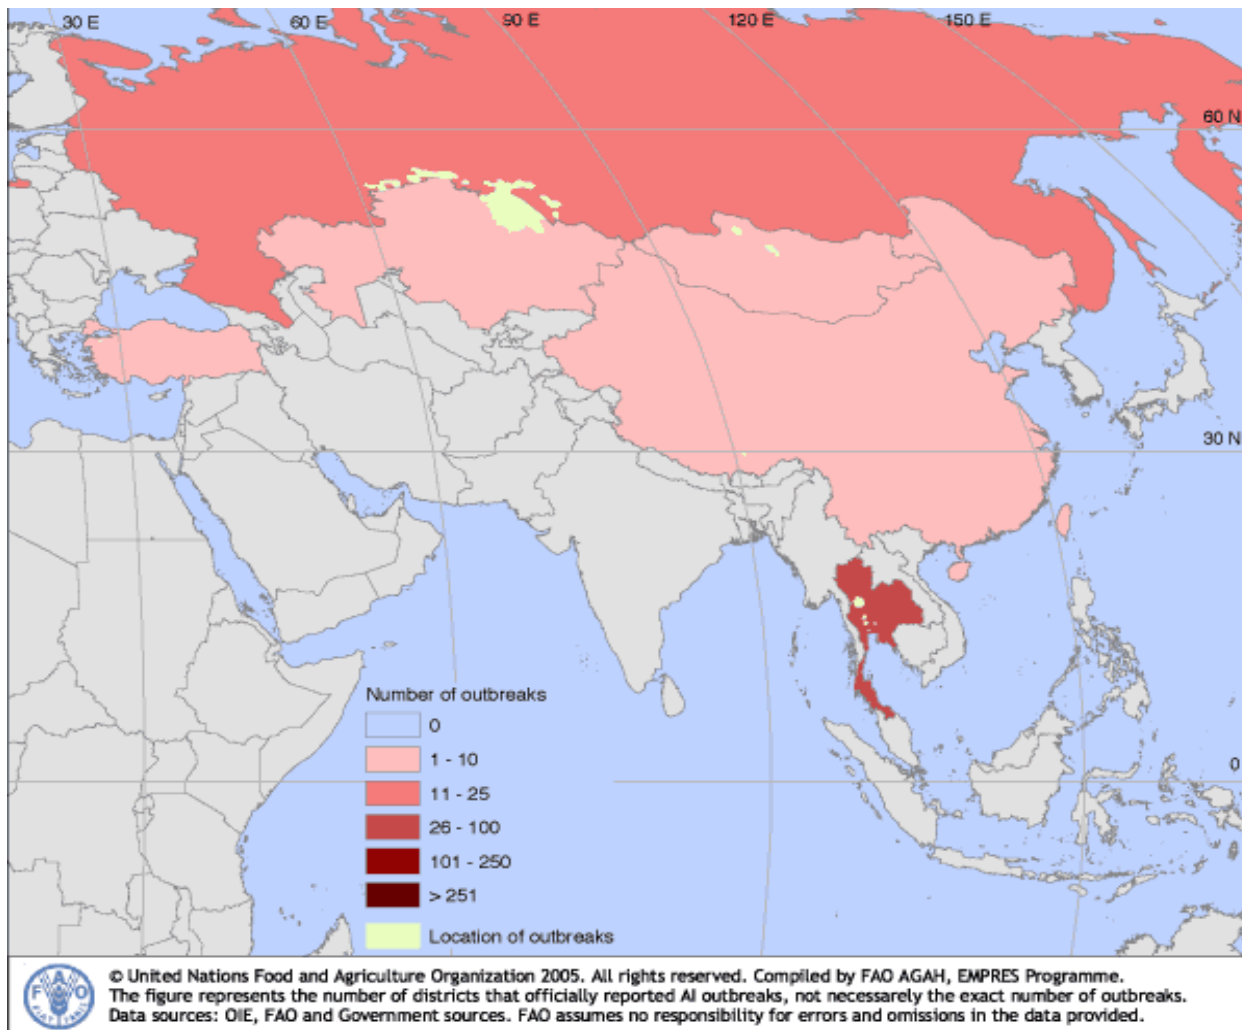 30 E 60 E 90 E 120 E 150 E
60 N
30 N
0
Number of outbreaks
0
1 - 10
11 - 25
26 - 100
101 - 250
> 251
Location of outbreaks
F A O
FIAT PANIS
© United Nations Food and Agriculture Organization 2005. All rights reserved. Compiled by FAO AGAH, EMPRES Programme.
The figure represents the number of districts that officially reported AI outbreaks, not necessarely the exact number of outbreaks.
Data sources: OIE, FAO and Government sources. FAO assumes no responsibility for errors and omissions in the data provided.